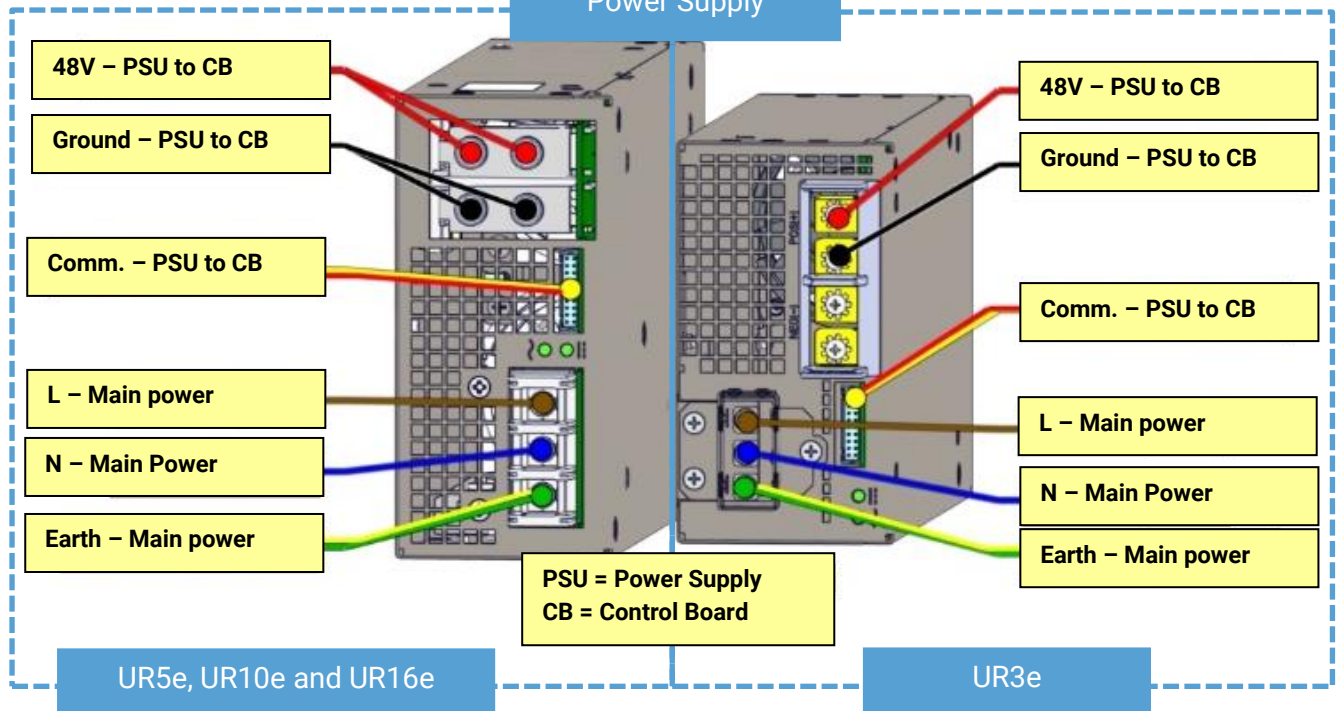 Power Supply
48V – PSU to CB
Ground – PSU to CB
Comm. – PSU to CB
L – Main power
N – Main Power
Earth – Main power
PSU = Power Supply
CB = Control Board
UR5e, UR10e and UR16e
48V – PSU to CB
Ground – PSU to CB
POS(+)
NEG(-)
Comm. – PSU to CB
L – Main power
N – Main Power
Earth – Main power
UR3e